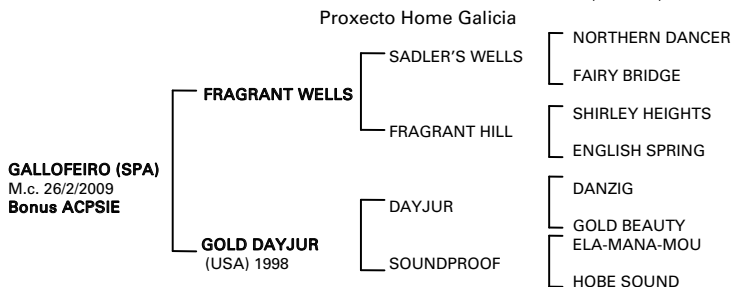 Proxecto Home Galicia
NORTHERN DANCER
SADLER'S WELLS
FAIRY BRIDGE
FRAGRANT WELLS
SHIRLEY HEIGHTS
FRAGRANT HILL
ENGLISH SPRING
GALLOFEIRO (SPA)
M.c. 26/2/2009
Bonus ACPSIE
DANZIG
DAYJUR
GOLD BEAUTY
GOLD DAYJUR
(USA) 1998
ELA-MANA-MOU
SOUNDPROOF
HOBE SOUND